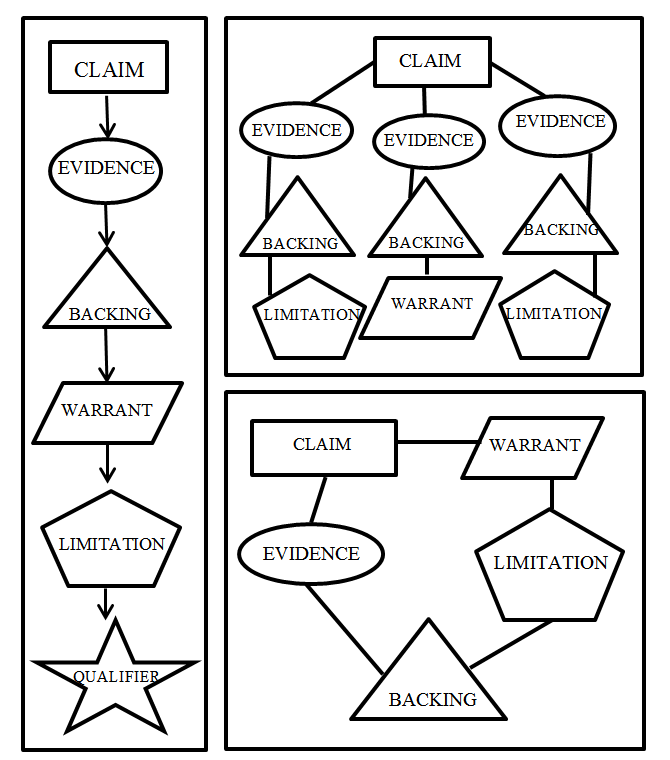 CLAIM
EVIDENCE
BACKING
WARRANT
LIMITATION
QUALIFIER
CLAIM
EVIDENCE
EVIDENCE
EVIDENCE
BACKING
BACKING
BACKING
LIMITATION
WARRANT
LIMITATION
CLAIM
WARRANT
EVIDENCE
LIMITATION
BACKING